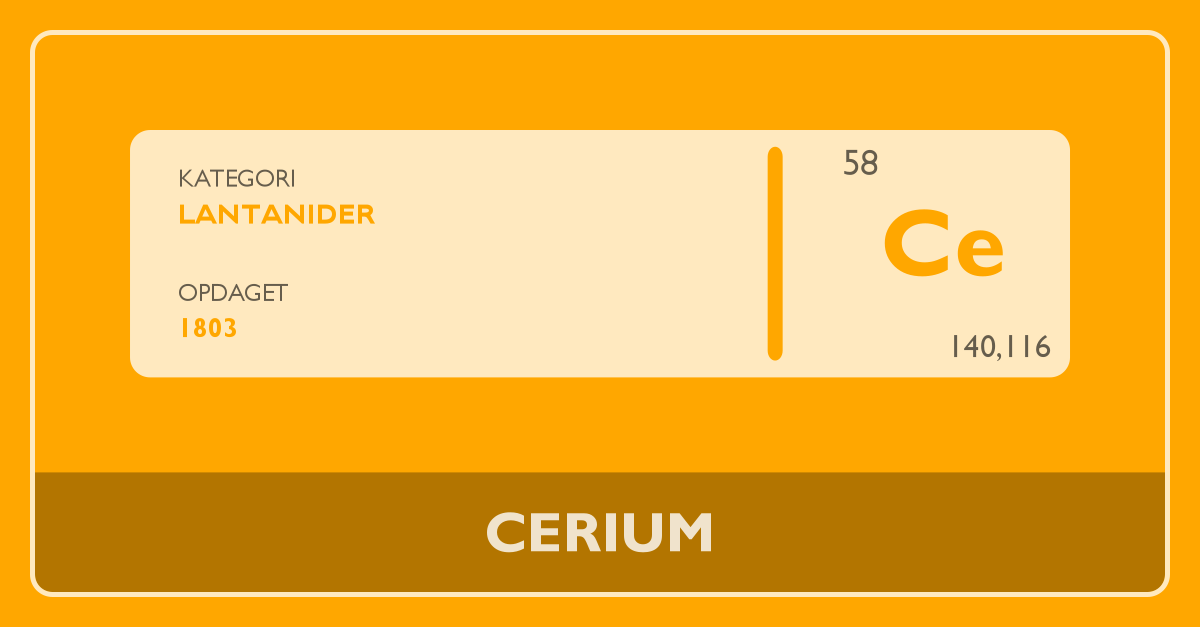 KATEGORI
LANTANIDER
OPDAGET
1803
58
Ce
140,116
CERIUM